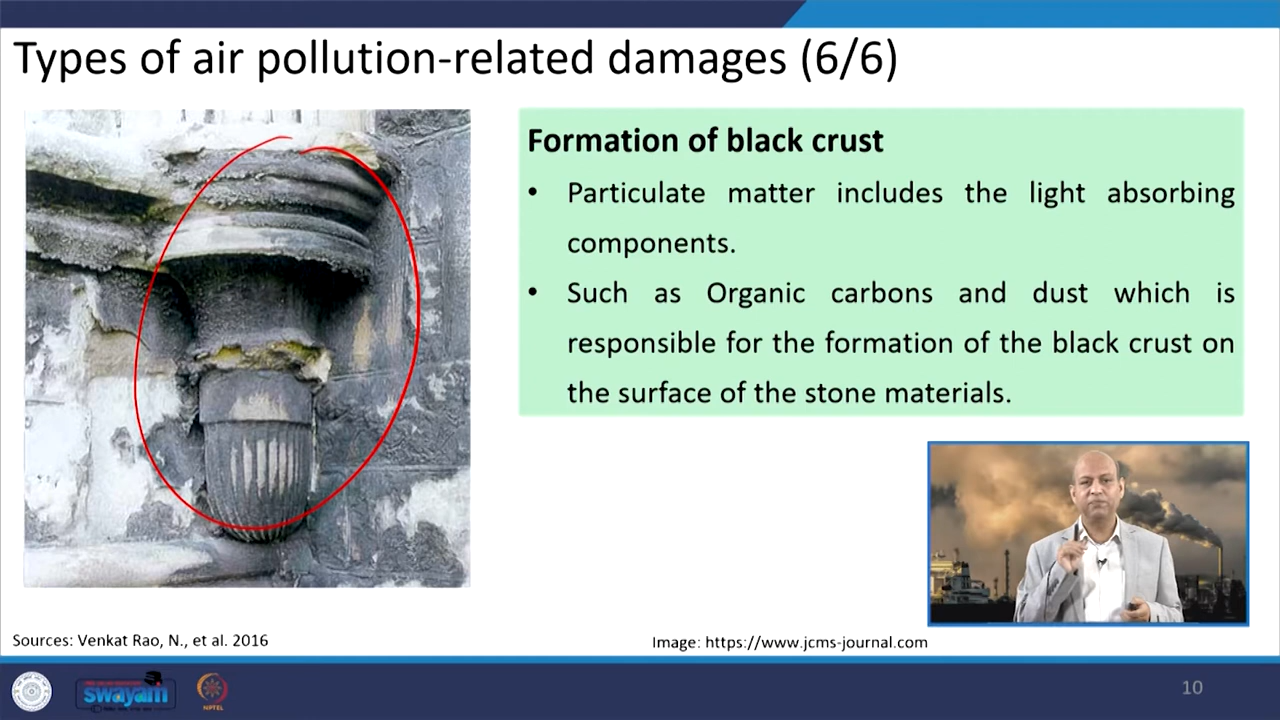 Types of air pollution-related damages (6/6)
Formation of black crust
• Particulate matter includes the light absorbing
components.
• Such as Organic carbons and dust which is
responsible for the formation of the black crust on
the surface of the stone materials.
Sources: Venkat Rao, N., et al. 2016
Image: https://www.jcms-journal.com
swayam
NPTEL
10